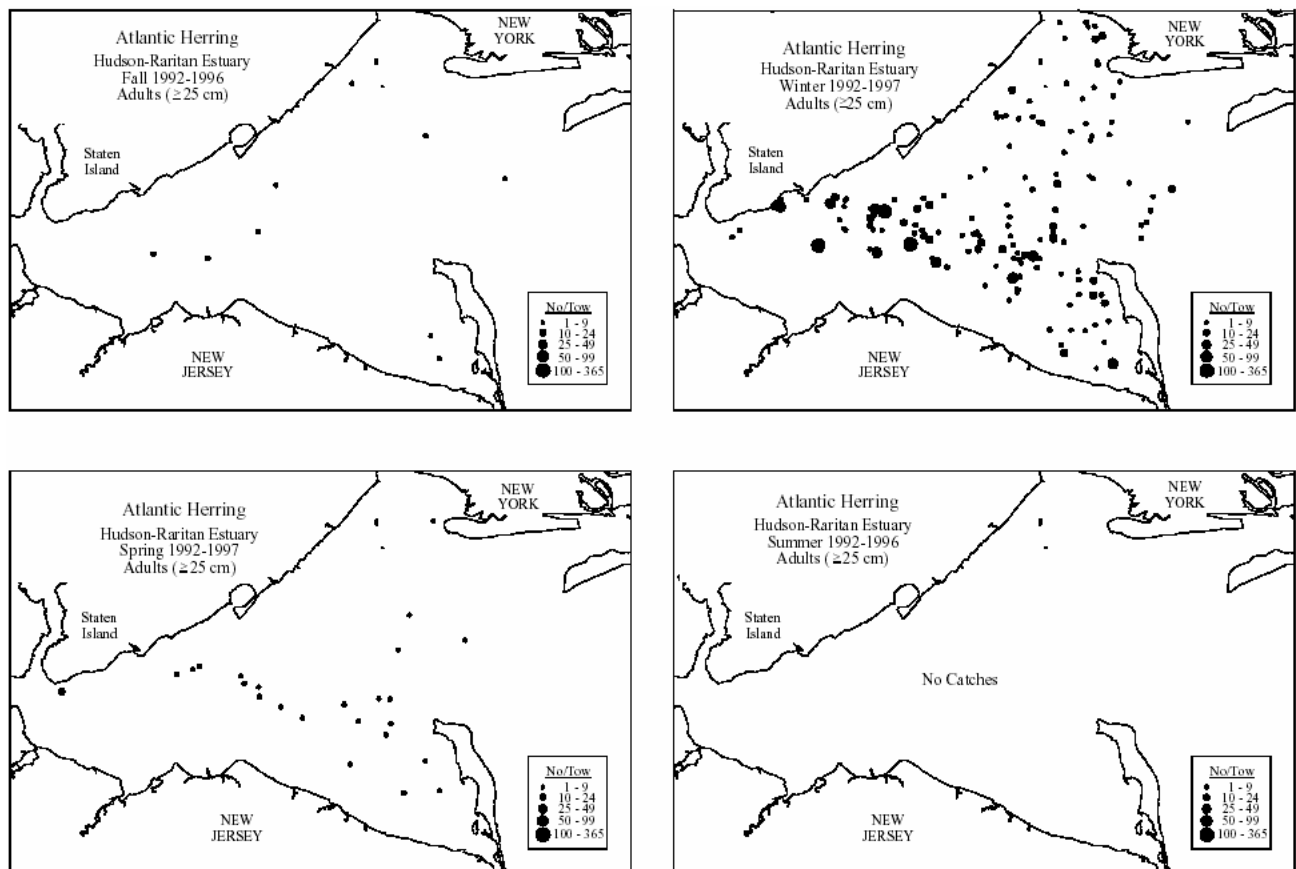 Atlantic Herring
Hudson-Raritan Estuary
Fall 1992-1996
Adults (≧25 cm)
NEW
YORK
Staten
Island
NEW
JERSEY
No/Tow
1 - 9
10 - 24
25 - 49
50 - 99
100 - 365
Atlantic Herring
Hudson-Raritan Estuary
Winter 1992-1997
Adults (≧25 cm)
NEW
YORK
Staten
Island
NEW
JERSEY
No/Tow
1 - 9
10 - 24
25 - 49
50 - 99
100 - 365
Atlantic Herring
Hudson-Raritan Estuary
Spring 1992-1997
Adults (≧25 cm)
NEW
YORK
Staten
Island
NEW
JERSEY
No/Tow
1 - 9
10 - 24
25 - 49
50 - 99
100 - 365
Atlantic Herring
Hudson-Raritan Estuary
Summer 1992-1996
Adults (≧25 cm)
NEW
YORK
Staten
Island
No Catches
NEW
JERSEY
No/Tow
1 - 9
10 - 24
25 - 49
50 - 99
100 - 365